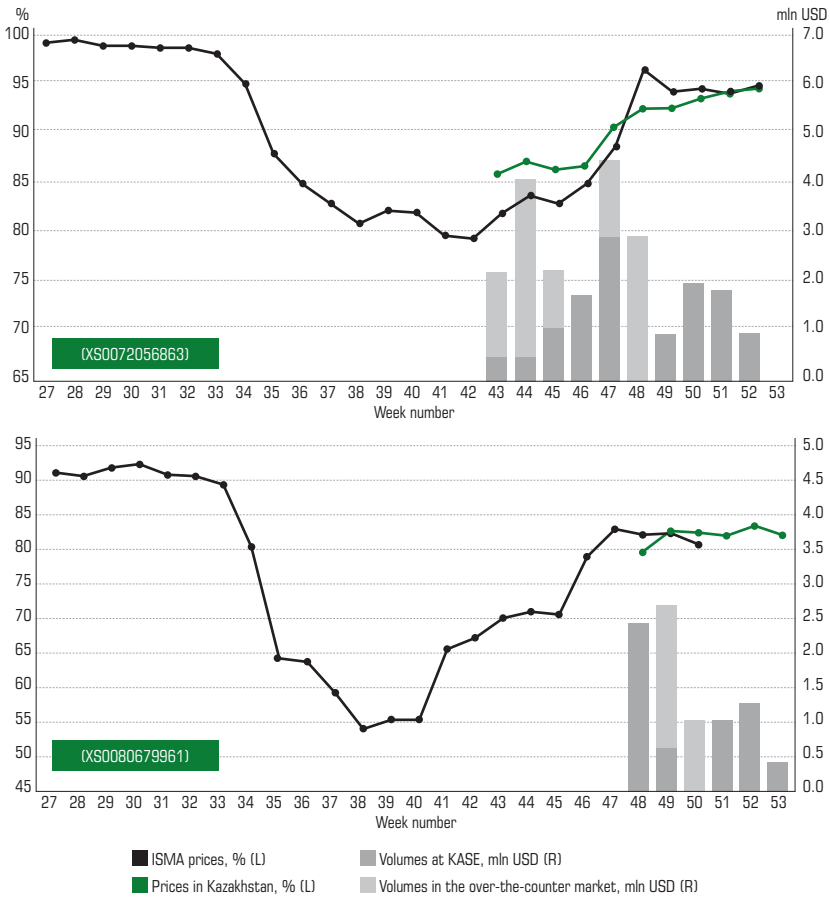 % mln USD
100 7.0
95 6.0
90 5.0
85 4.0
80 3.0
75 2.0
70 1.0
(XS0072056863)
65 0.0
27 28 29 30 31 32 33 34 35 36 37 38 39 40 41 42 43 44 45 46 47 48 49 50 51 52 53
Week number
95 5.0
90 4.5
85 4.0
80 3.5
75 3.0
70 2.5
65 2.0
60 1.5
55 1.0
50 0.5
(XS0080679961)
45 0.0
27 28 29 30 31 32 33 34 35 36 37 38 39 40 41 42 43 44 45 46 47 48 49 50 51 52 53
Week number
ISMA prices, % (L) Volumes at KASE, mln USD (R)
Prices in Kazakhstan, % (L) Volumes in the over-the-counter market, mln USD (R)